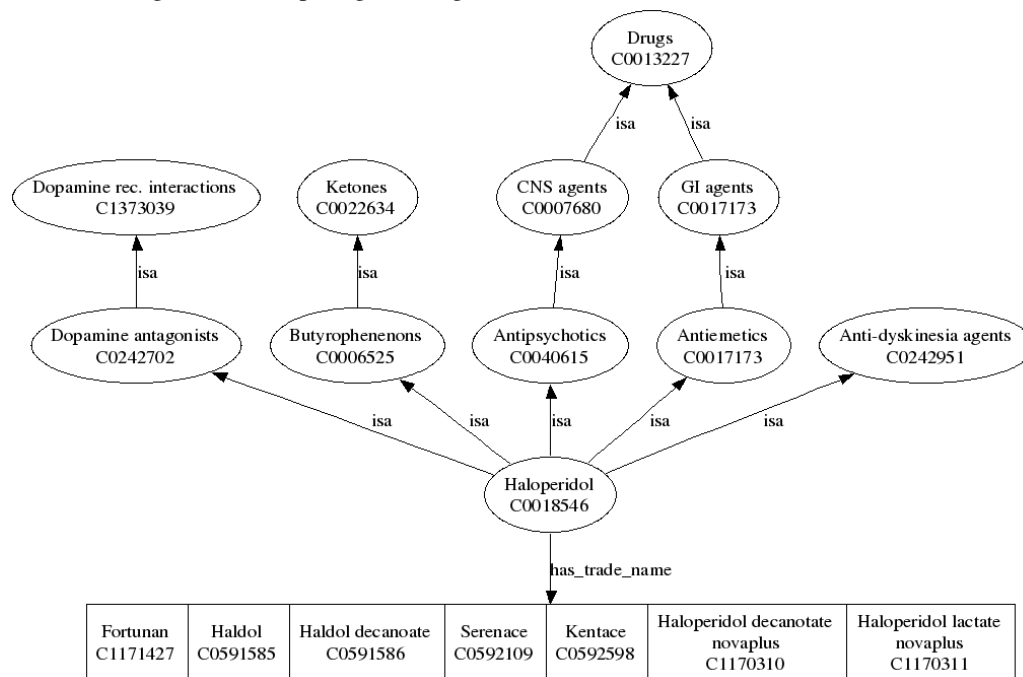 Drugs
C0013227
isa
isa
Dopamine rec. interactions
C1373039
Ketones
C0022634
CNS agents
C0007680
GI agents
C0017173
isa
isa
isa
isa
Dopamine antagonists
C0242702
Butyrophenenons
C0006525
Antipsychotics
C0040615
Antiemetics
C0017173
Anti-dyskinesia agents
C0242951
isa
isa
isa
isa
isa
Haloperidol
C0018546
has_trade_name
Fortunan
C1171427
Haldol
C0591585
Haldol decanoate
C0591586
Serenace
C0592109
Kentace
C0592598
Haloperidol decanotate
novaplus
C1170310
Haloperidol lactate
novaplus
C1170311